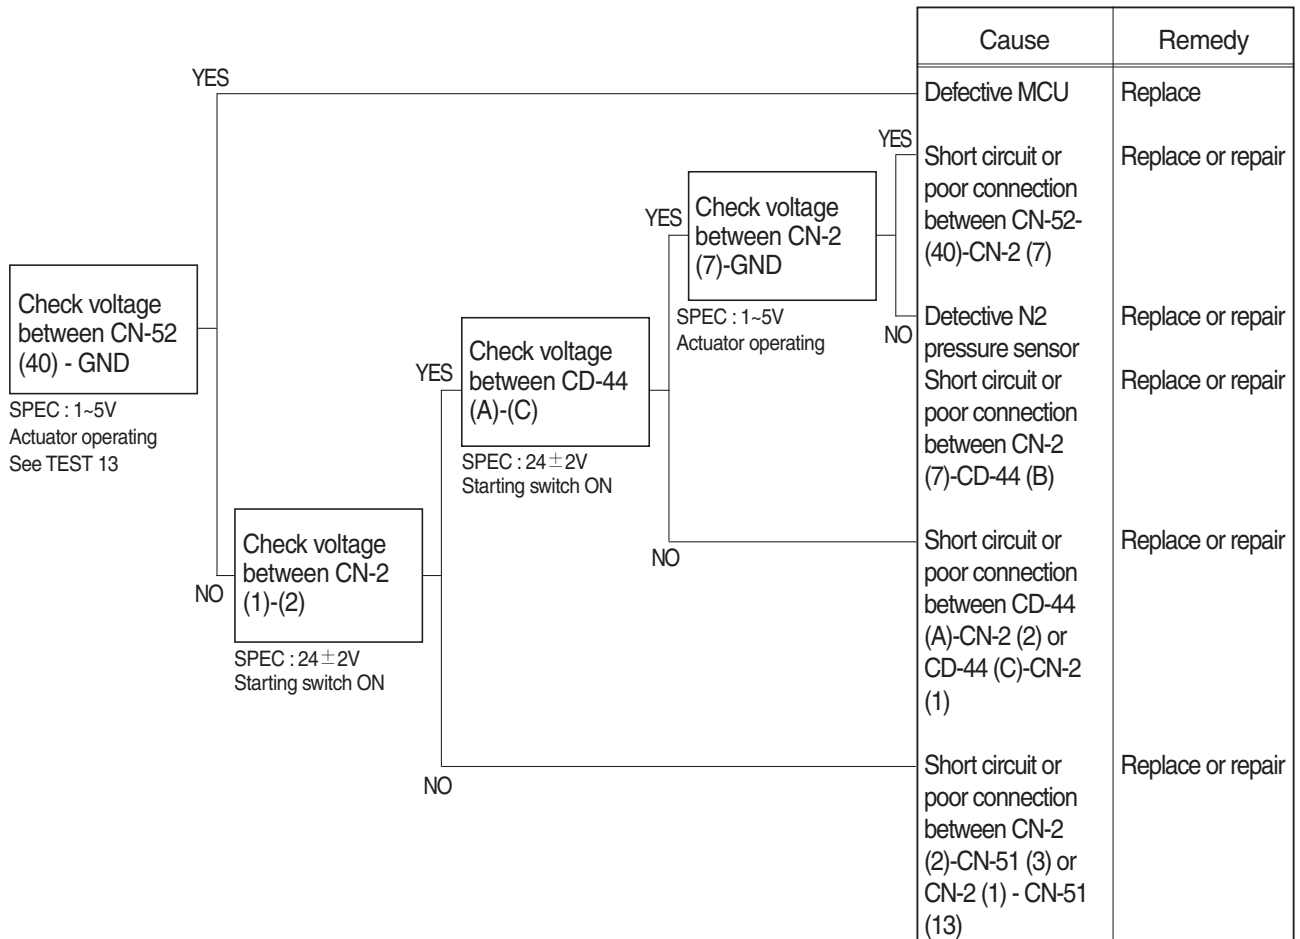 Cause
Remedy
YES
Defective MCU
Replace
YES
Short circuit or
poor connection
between CN-52-
(40)-CN-2 (7)
Replace or repair
YES
Check voltage
between CN-2
(7)-GND
SPEC : 1~5V
Actuator operating
NO
Detective N2
pressure sensor
Replace or repair
Short circuit or
poor connection
between CN-2
(7)-CD-44 (B)
Replace or repair
Check voltage
between CN-52
(40) - GND
SPEC : 1~5V
Actuator operating
See TEST 13
YES
Check voltage
between CD-44
(A)-(C)
SPEC : 24±2V
Starting switch ON
NO
Short circuit or
poor connection
between CD-44
(A)-CN-2 (2) or
CD-44 (C)-CN-2
(1)
Replace or repair
NO
Check voltage
between CN-2
(1)-(2)
SPEC : 24±2V
Starting switch ON
NO
Short circuit or
poor connection
between CN-2
(2)-CN-51 (3) or
CN-2 (1) - CN-51
(13)
Replace or repair